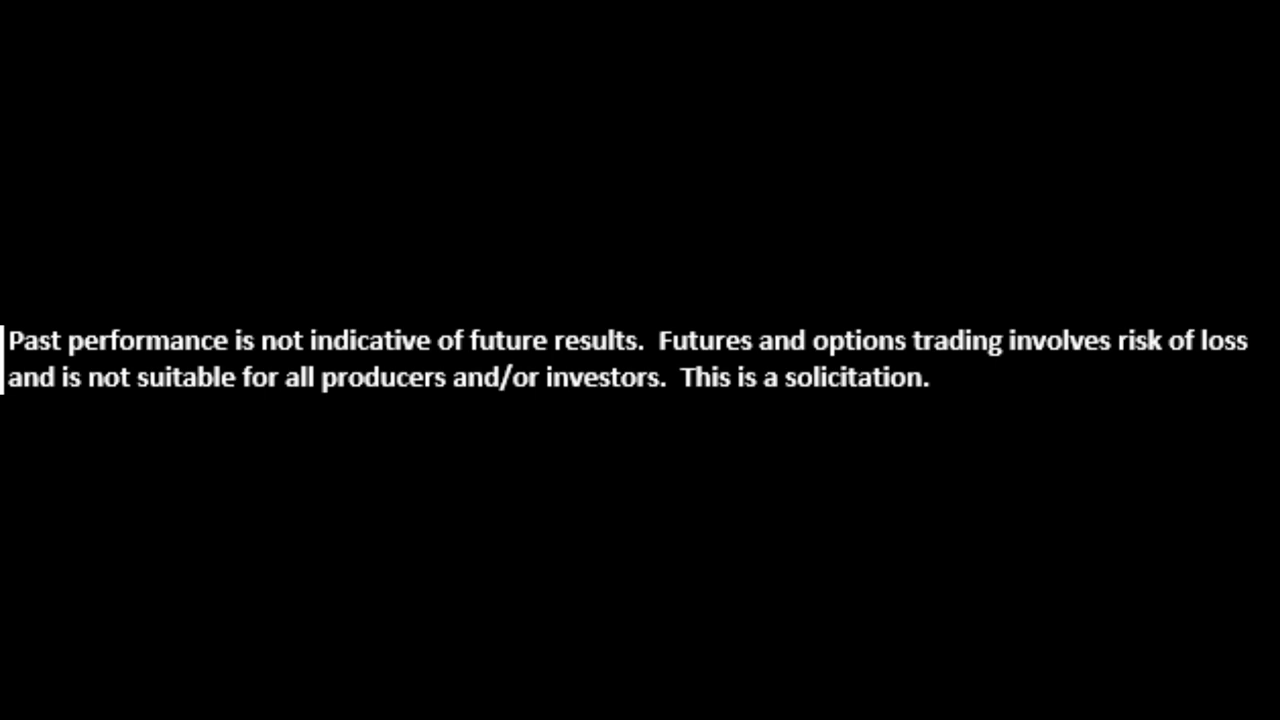 Past performance is not indicative of future results.  Futures and options trading involves risk of loss
and is not suitable for all producers and/or investors.  This is a solicitation.